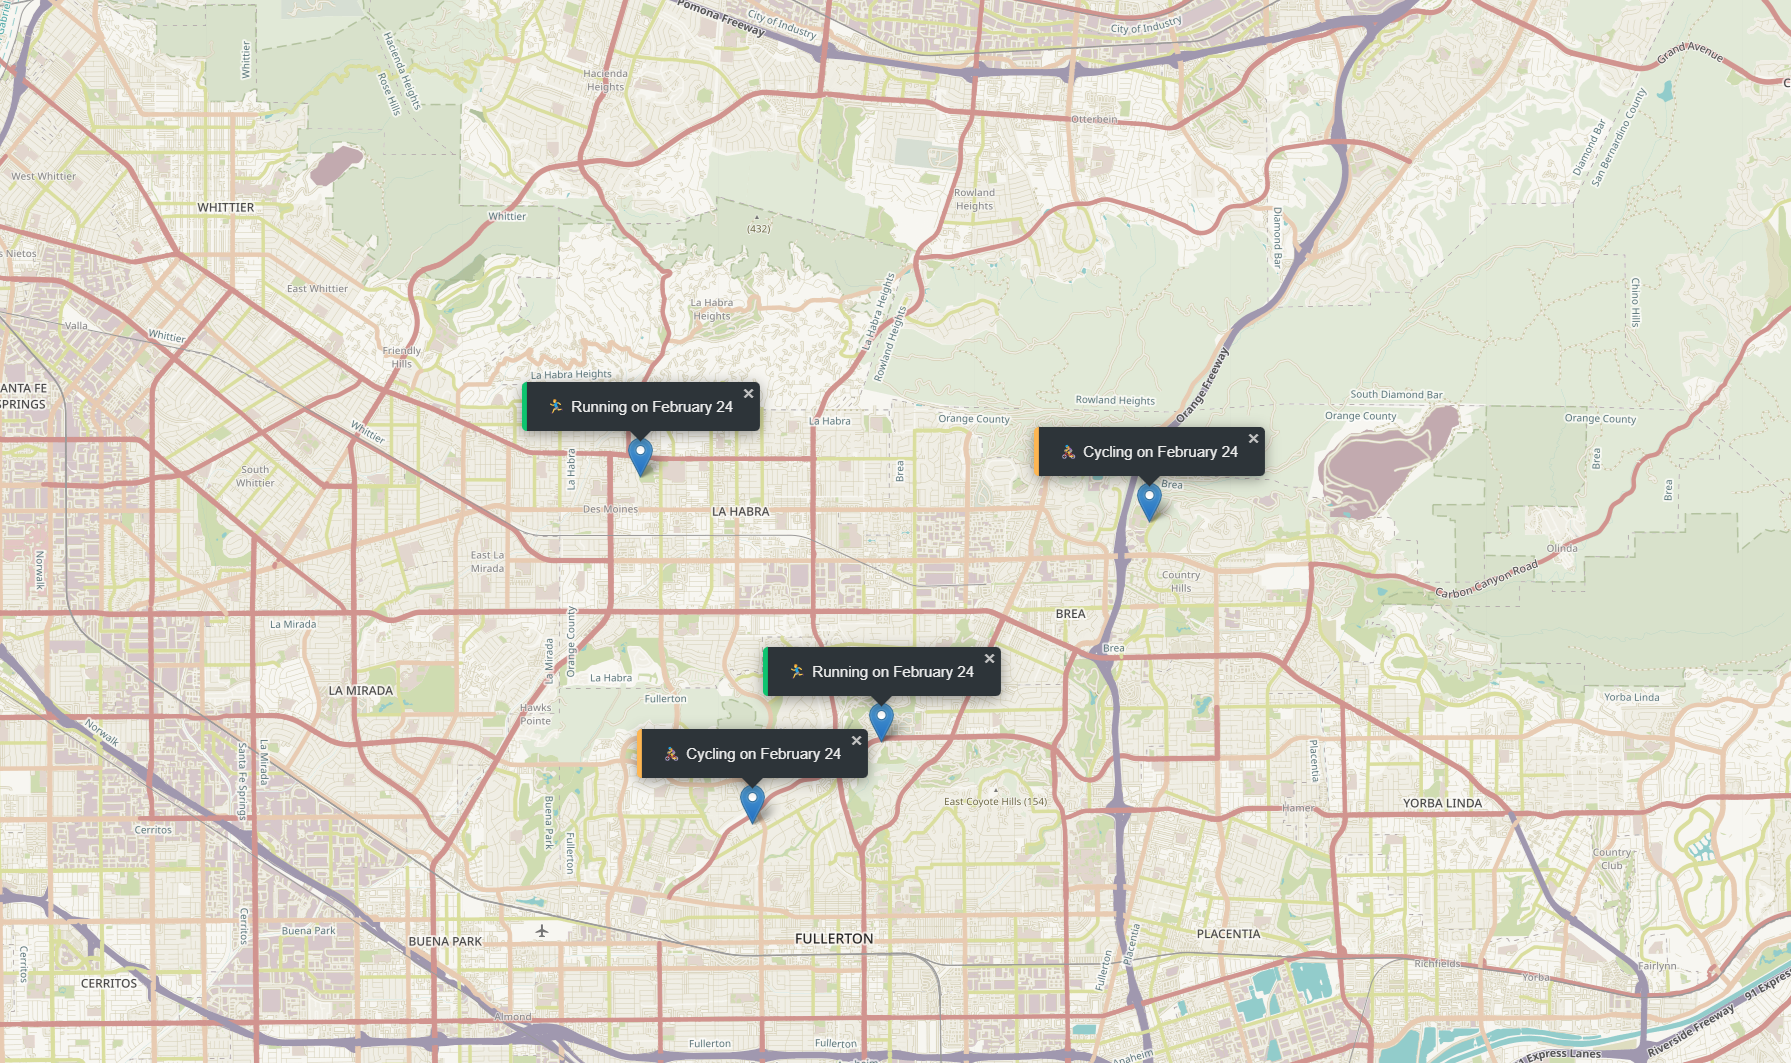 Pomona Freeway
City of Industry
City of Industry
Grand Avenue
Whittier
Hacienda Heights
Rose Hills
Hacienda
Heights
Otterbein
Diamond Bar
San Bernardino County
West Whittier
WHITTIER
Whittier
Rowland
Heights
(432)
Diamond Bar
East Whittier
La Habra
Heights
La Habra Heights
Rowland Heights
Chino Hills
Valla
Whittier
Friendly
Hills
La Habra Heights
Orange Freeway
ANTA FE
SPRINGS
Running on February 24
×
Rowland Heights
South Diamond Bar
Orange County
Orange County
Orange County
La Habra
Whittier
Cycling on February 24
×
South
Whittier
La Habra
Brea
Brea
Brea
Brea
Des Moines
LA HABRA
Olinda
Norwalk
East La
Mirada
Country
Hills
Carbon Canyon Road
La Mirada
BREA
La Mirada
Orange County
Brea
Running on February 24
×
La Habra
LA MIRADA
Fullerton
Yorba Linda
Hawks
Pointe
Norwalk
Santa Fe Springs
La Mirada
Cycling on February 24
×
Placentia
East Coyote Hills (154)
Hamer
YORBA LINDA
Cerritos
Buena Park
Fullerton
Country
Club
Cerritos
Buena Park
BUENA PARK
FULLERTON
PLACENTIA
Placentia
Fullerton
Cerritos
CERRITOS
Richfields
Yorba
Fairlynn
91 Express
Almond
Riverside Freeway
Fullerton
Fullerton
Anaheim
1 Express Lanes